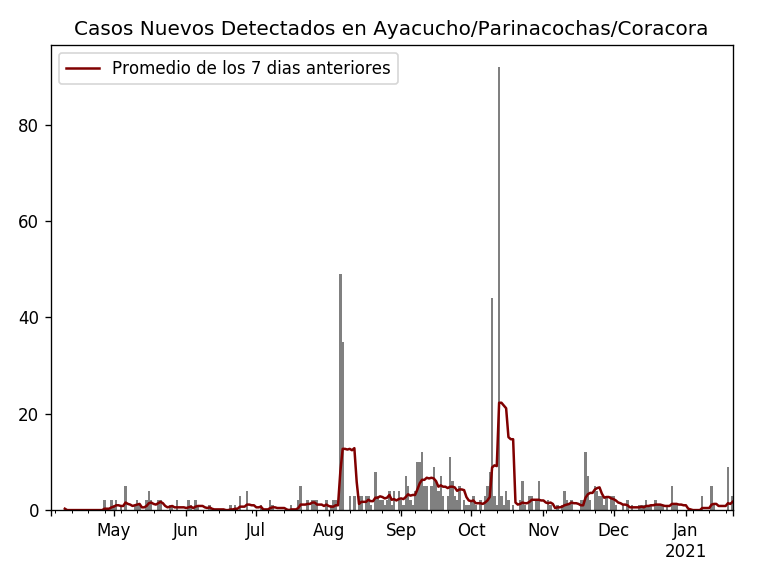 Casos Nuevos Detectados en Ayacucho/Parinacochas/Coracora
Promedio de los 7 dias anteriores
80
60
40
20
0
May Jun Jul Aug Sep Oct Nov Dec Jan
2021